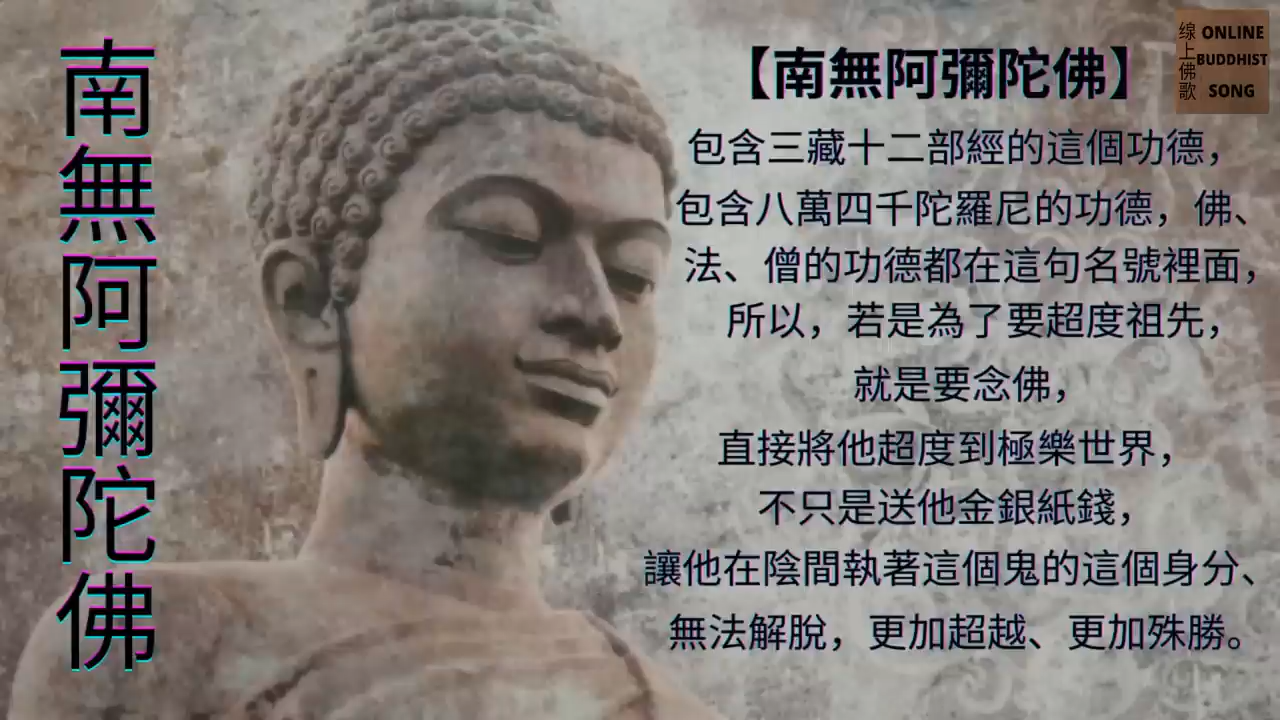 南無阿彌陀佛
【南無阿彌陀佛】
包含三藏十二部經的這個功德，
包含八萬四千陀羅尼的功德，佛、
法、僧的功德都在這句名號裡面，
所以，若是為了要超度祖先，
就是要念佛，
直接將他超度到極樂世界，
不只是送他金銀紙錢，
讓他在陰間執著這個鬼的這個身分、
無法解脫，更加超越、更加殊勝。
线上佛歌
ONLINE
BUDDHIST
SONG